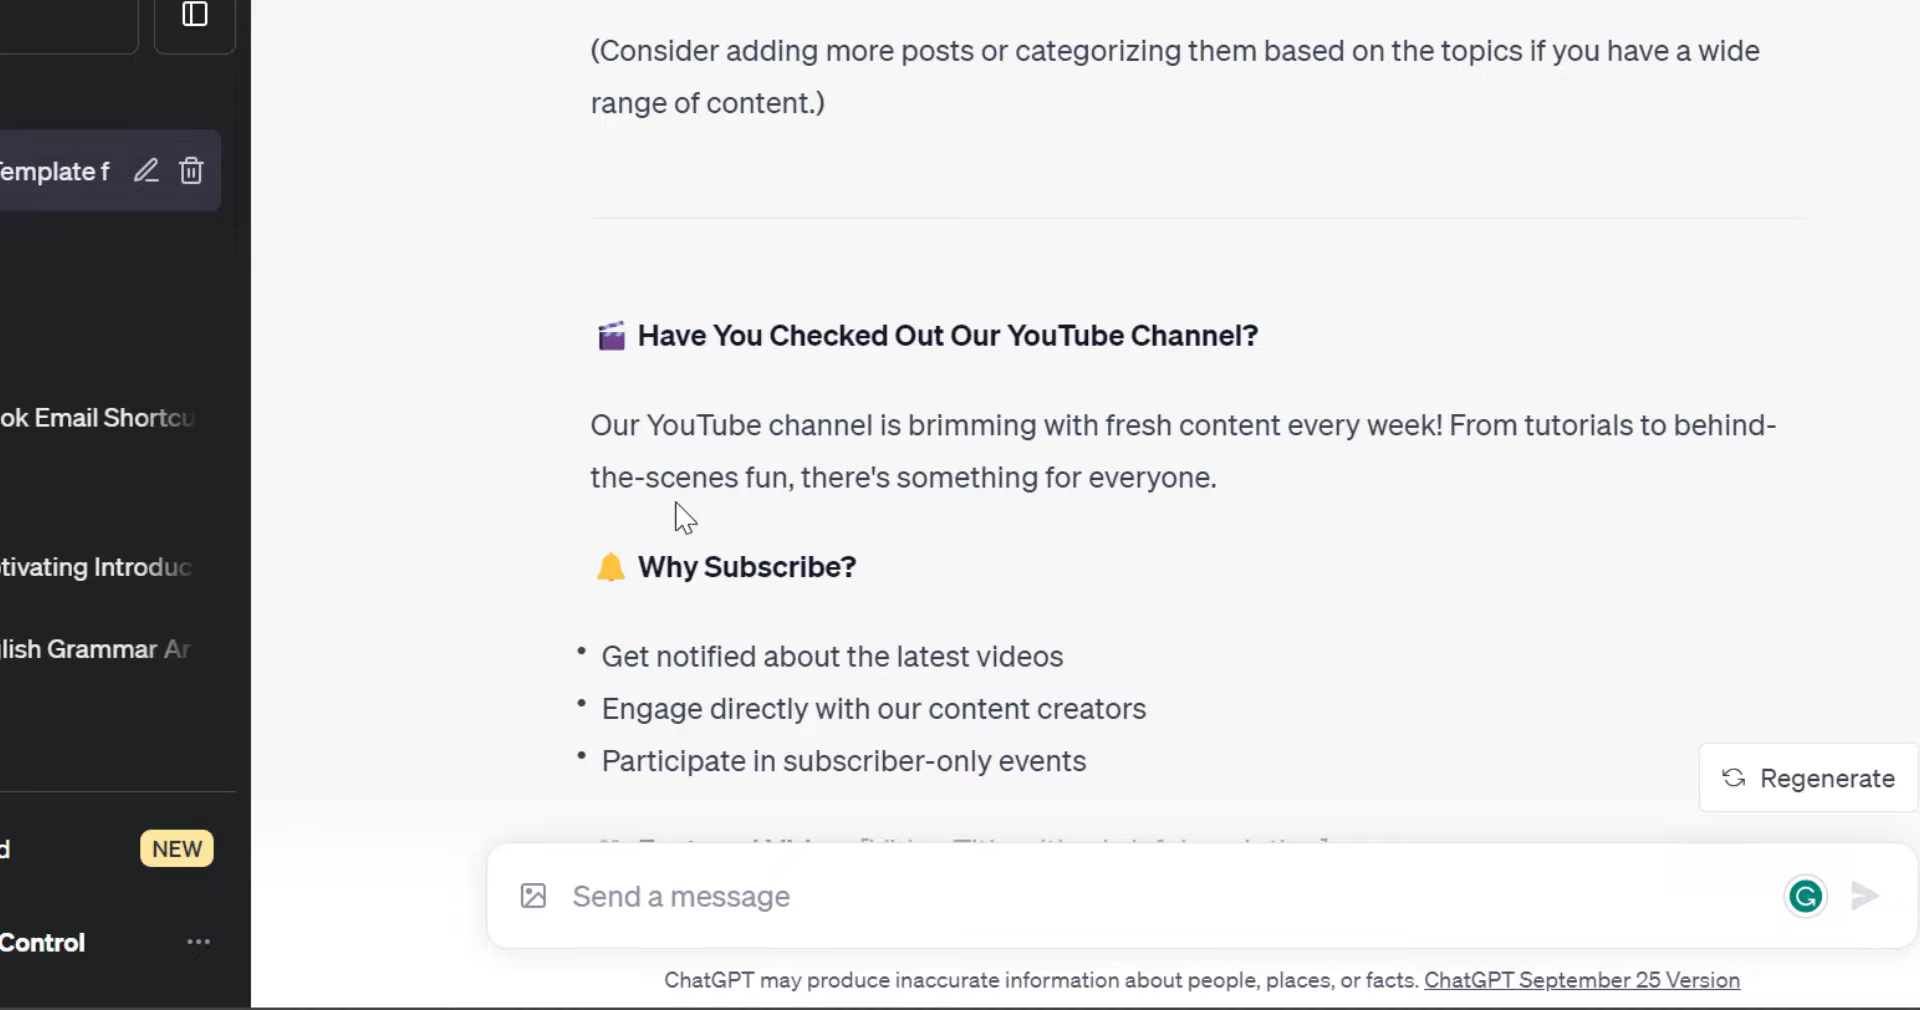 (Consider adding more posts or categorizing them based on the topics if you have a wide
range of content.)
Template f
🎬 Have You Checked Out Our YouTube Channel?
Our YouTube channel is brimming with fresh content every week! From tutorials to behind-
the-scenes fun, there's something for everyone.
ok Email Shortcu
🔔 Why Subscribe?
tivating Introduc
lish Grammar Ar
• Get notified about the latest videos
• Engage directly with our content creators
• Participate in subscriber-only events
Regenerate
d
NEW
Send a message
Control
ChatGPT may produce inaccurate information about people, places, or facts. ChatGPT September 25 Version